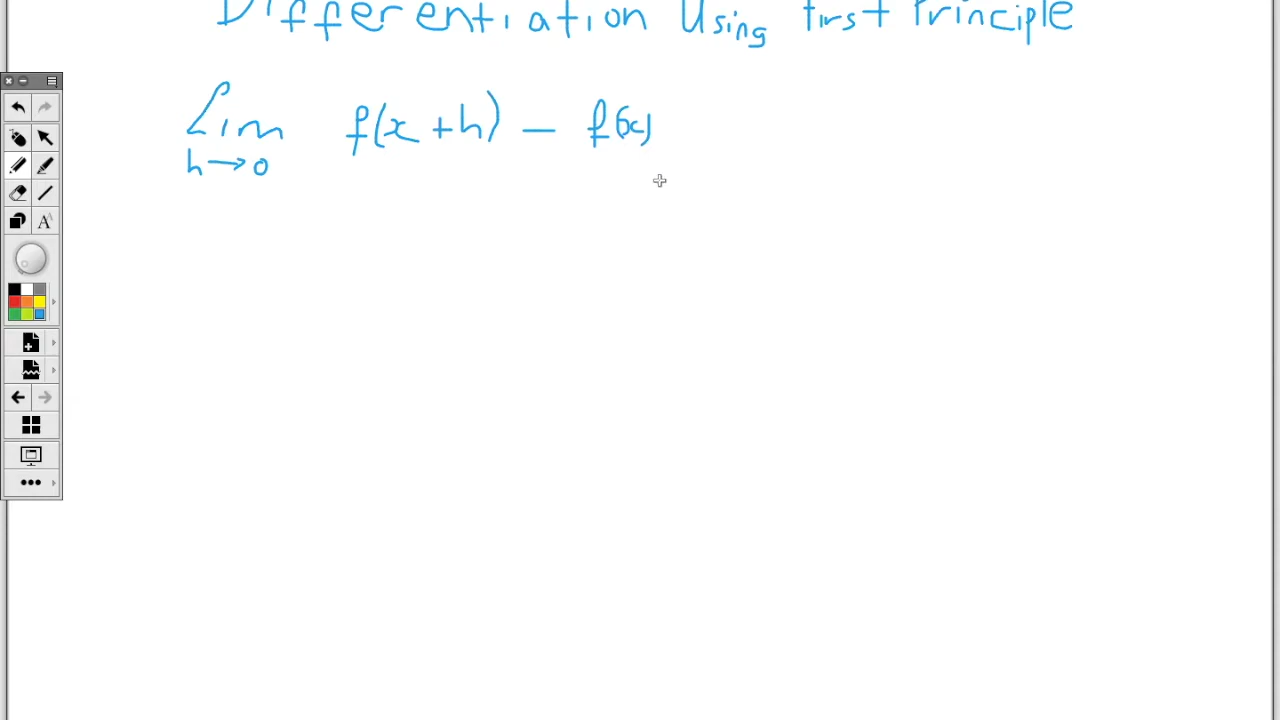 Differentiation Using First Principle
Lim f(x+h) - f(x)
h→0